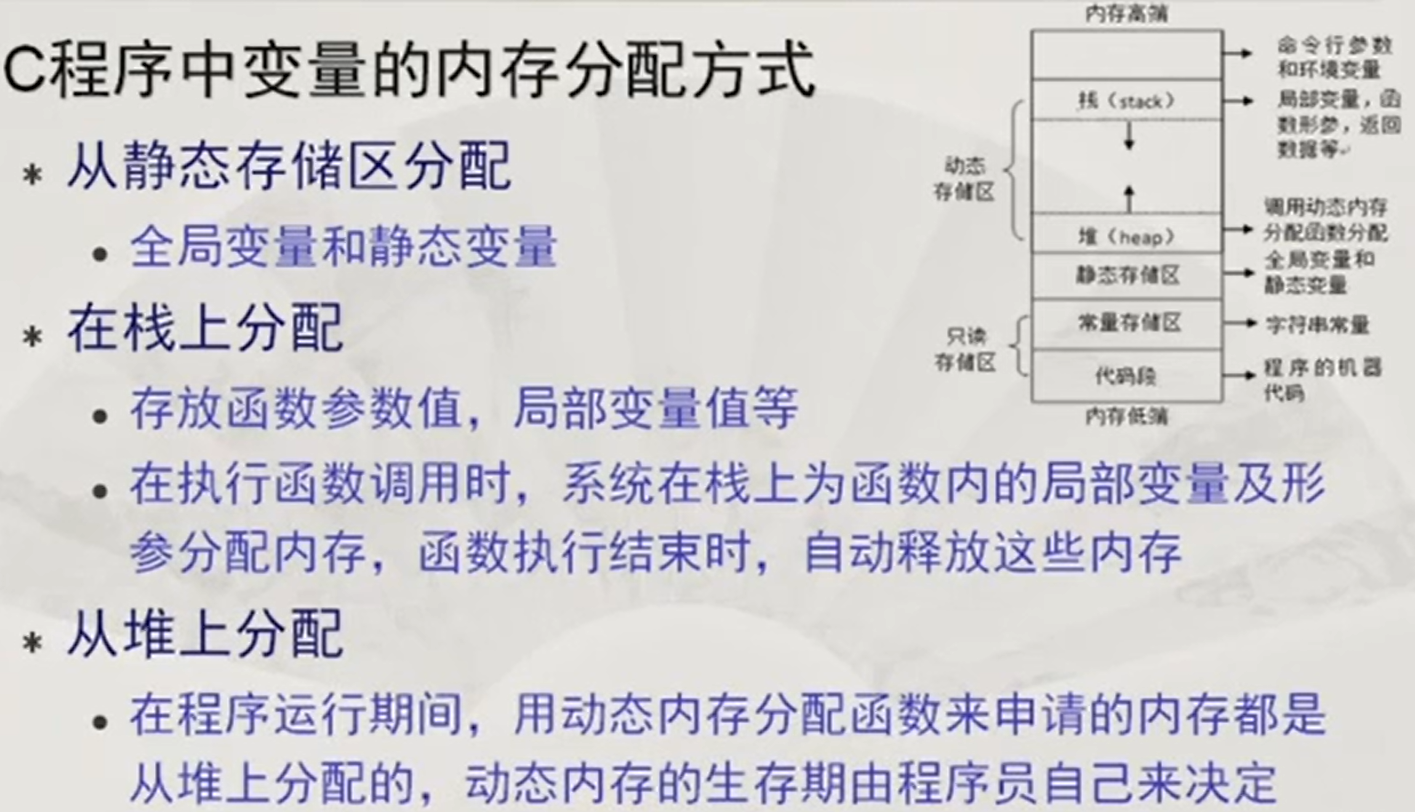 C程序中变量的内存分配方式
* 从静态存储区分配
• 全局变量和静态变量
* 在栈上分配
• 存放函数参数值，局部变量值等
• 在执行函数调用时，系统在栈上为函数内的局部变量及形
参分配内存，函数执行结束时，自动释放这些内存
* 从堆上分配
• 在程序运行期间，用动态内存分配函数来申请的内存都是
从堆上分配的，动态内存的生存期由程序员自己来决定
内存高端
命令行参数
和环境变量
栈（stack）
局部变量，函
数形参，返回
数据等
动态
存储区
堆（heap）
调用动态内存
分配函数分配
静态存储区
全局变量和
静态变量
只读
存储区
常量存储区
字符串常量
代码段
程序的机器
代码
内存低端